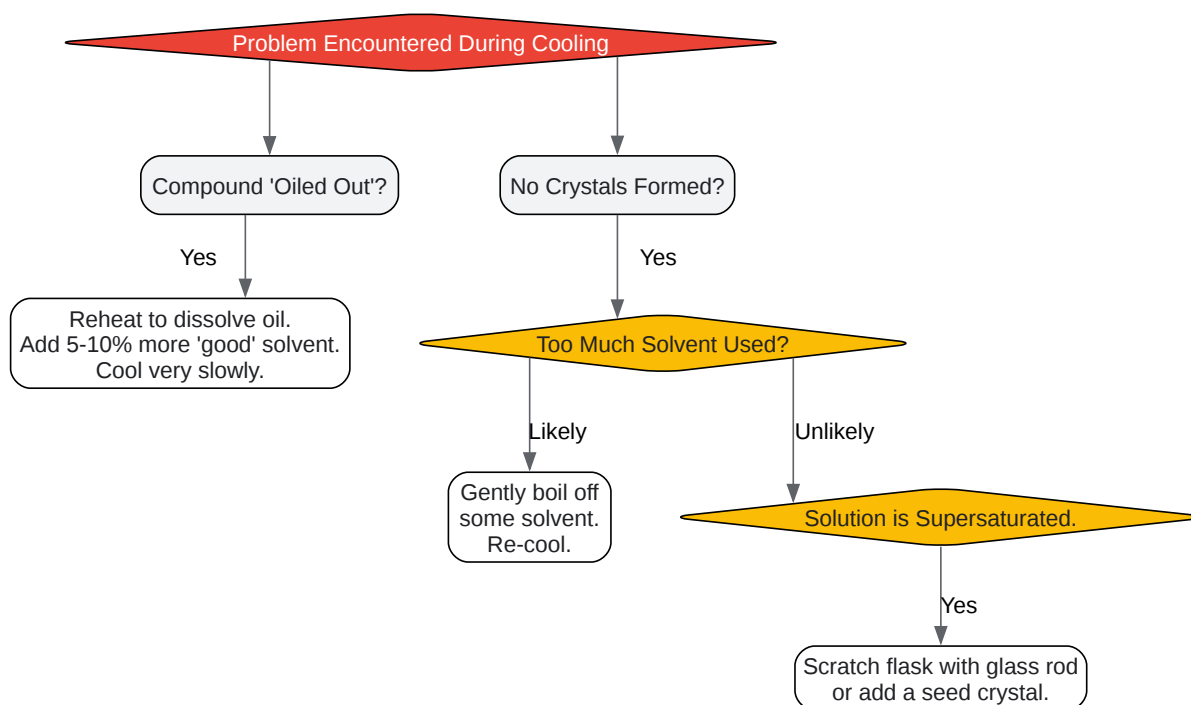 Problem Encountered During Cooling
Compound 'Oiled Out'?
No Crystals Formed?
Yes
Yes
Reheat to dissolve oil.
Add 5-10% more 'good' solvent.
Cool very slowly.
Too Much Solvent Used?
Likely
Unlikely
Gently boil off
some solvent.
Re-cool.
Solution is Supersaturated.
Yes
Scratch flask with glass rod
or add a seed crystal.